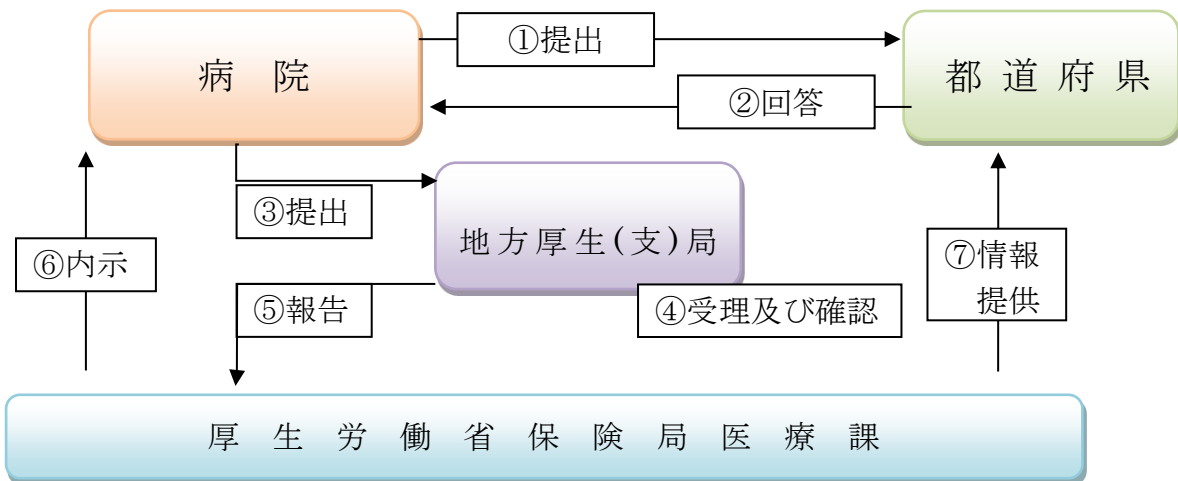 ①提出
病院
都道府県
②回答
③提出
地方厚生(支)局
⑥内示
⑦情報
提供
⑤報告
④受理及び確認
厚生労働省保険局医療課